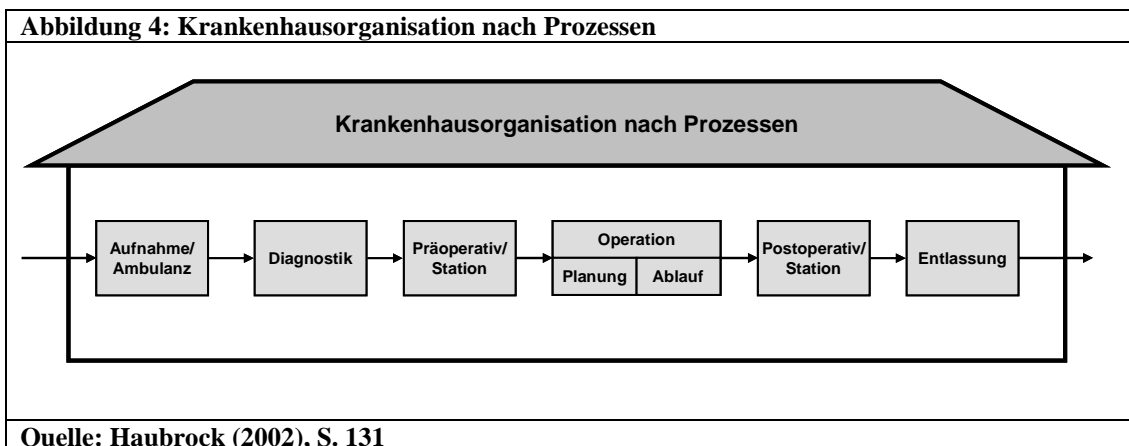 Abbildung 4: Krankenhausorganisation nach Prozessen
Krankenhausorganisation nach Prozessen
Aufnahme/
Ambulanz
Diagnostik
Präoperativ/
Station
Operation
Planung
Ablauf
Postoperativ/
Station
Entlassung
Quelle: Haubrock (2002), S. 131